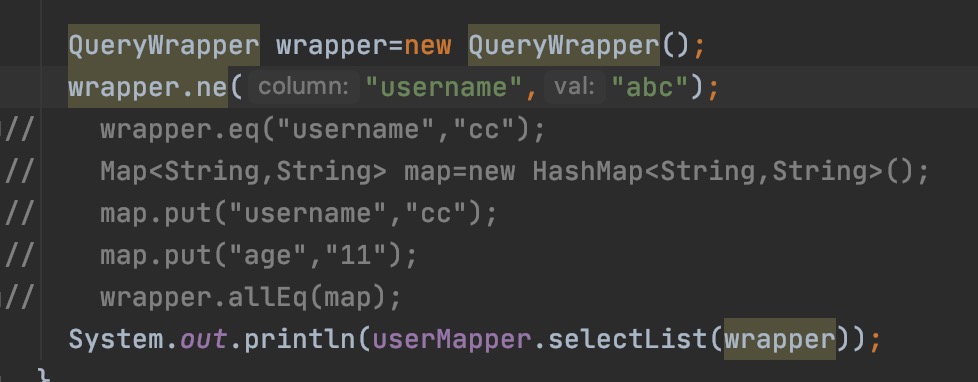 QueryWrapper wrapper=new QueryWrapper();
wrapper.ne( column: "username", val: "abc");
//    wrapper.eq("username","cc");
//    Map<String,String> map=new HashMap<String,String>();
//    map.put("username","cc");
//    map.put("age","11");
//    wrapper.allEq(map);
System.out.println(userMapper.selectList(wrapper));
}